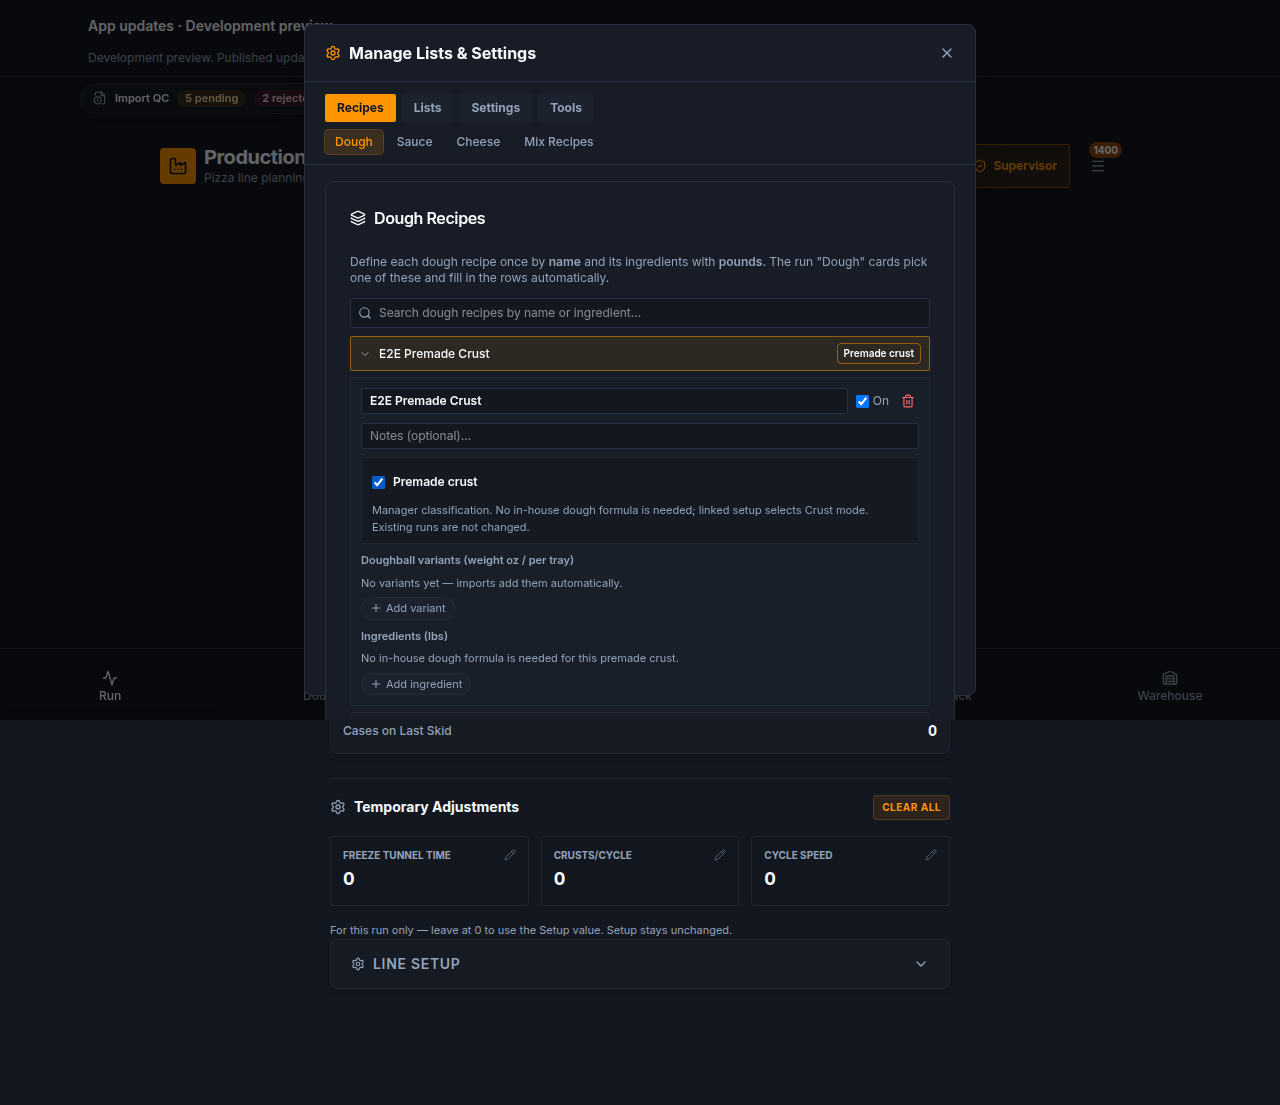 App updates · Development preview
Development preview. Published upda
Import QC
5 pending
2 rejecte
Production
Pizza line planning
Supervisor
1400
Manage Lists & Settings
Recipes
Lists
Settings
Tools
Dough
Sauce
Cheese
Mix Recipes
Dough Recipes
Define each dough recipe once by name and its ingredients with pounds. The run "Dough" cards pick
one of these and fill in the rows automatically.
Search dough recipes by name or ingredient...
E2E Premade Crust
Premade crust
E2E Premade Crust
On
Notes (optional)...
Premade crust
Manager classification. No in-house dough formula is needed; linked setup selects Crust mode.
Existing runs are not changed.
Doughball variants (weight oz / per tray)
No variants yet — imports add them automatically.
Add variant
Ingredients (lbs)
No in-house dough formula is needed for this premade crust.
Add ingredient
Run
Warehouse
Cases on Last Skid
0
Temporary Adjustments
CLEAR ALL
FREEZE TUNNEL TIME
0
CRUSTS/CYCLE
0
CYCLE SPEED
0
For this run only — leave at 0 to use the Setup value. Setup stays unchanged.
LINE SETUP